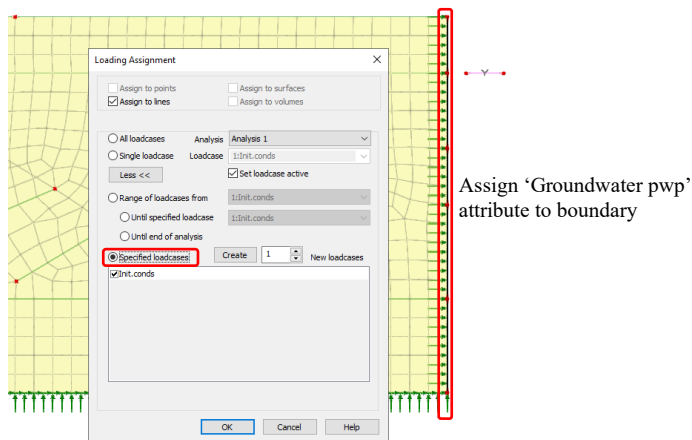 Loading Assignment
Assign to points Assign to surfaces
Assign to lines Assign to volumes
All loadcases Analysis Analysis 1
Single loadcase Loadcase 1:Init.conds
Less << Set loadcase active
Range of loadcases from 1:Init.conds
Until specified loadcase 1:Init.conds
Until end of analysis
Specified loadcases Create 1 New loadcases
Init.conds
OK Cancel Help
Y
Assign ‘Groundwater pwp’
attribute to boundary